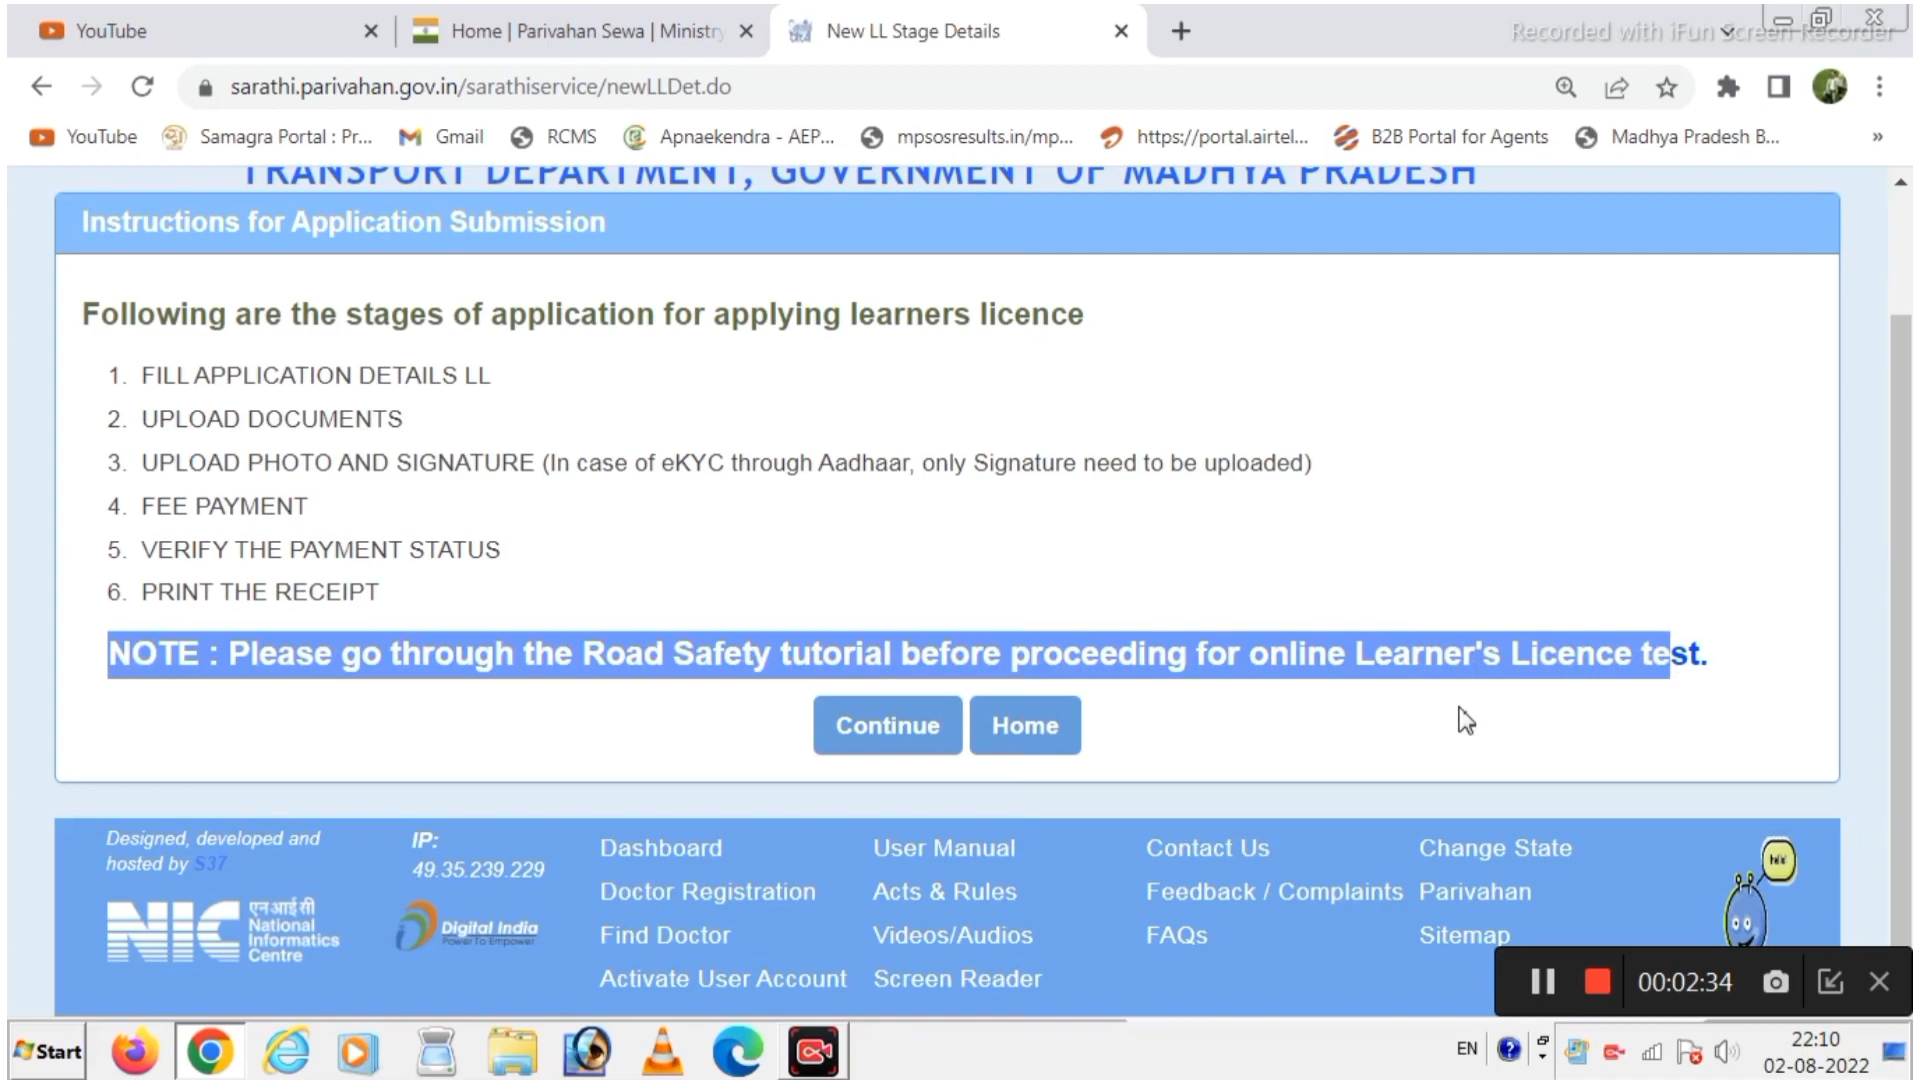 YouTube
Home | Parivahan Sewa | Ministry
New LL Stage Details
Recorded with iFun Screen Recorder
sarathi.parivahan.gov.in/sarathiservice/newLLDet.do
YouTube
Samagra Portal : Pr...
Gmail
RCMS
Apnaekendra - AEP...
mpsosresults.in/mp...
https://portal.airtel...
B2B Portal for Agents
Madhya Pradesh B...
»
TRANSPORT DEPARTMENT, GOVERNMENT OF MADHYA PRADESH
Instructions for Application Submission
Following are the stages of application for applying learners licence
1. FILL APPLICATION DETAILS LL
2. UPLOAD DOCUMENTS
3. UPLOAD PHOTO AND SIGNATURE (In case of eKYC through Aadhaar, only Signature need to be uploaded)
4. FEE PAYMENT
5. VERIFY THE PAYMENT STATUS
6. PRINT THE RECEIPT
NOTE : Please go through the Road Safety tutorial before proceeding for online Learner's Licence test.
Continue
Home
Designed, developed and
hosted by S37
NIC
एन आई सी
National
Informatics
Centre
IP:
49.35.239.229
Digital India
Power To Empower
Dashboard
Doctor Registration
Find Doctor
Activate User Account
User Manual
Acts & Rules
Videos/Audios
Screen Reader
Contact Us
Feedback / Complaints
FAQs
Change State
Parivahan
Sitemap
00:02:34
Start
EN
22:10
02-08-2022